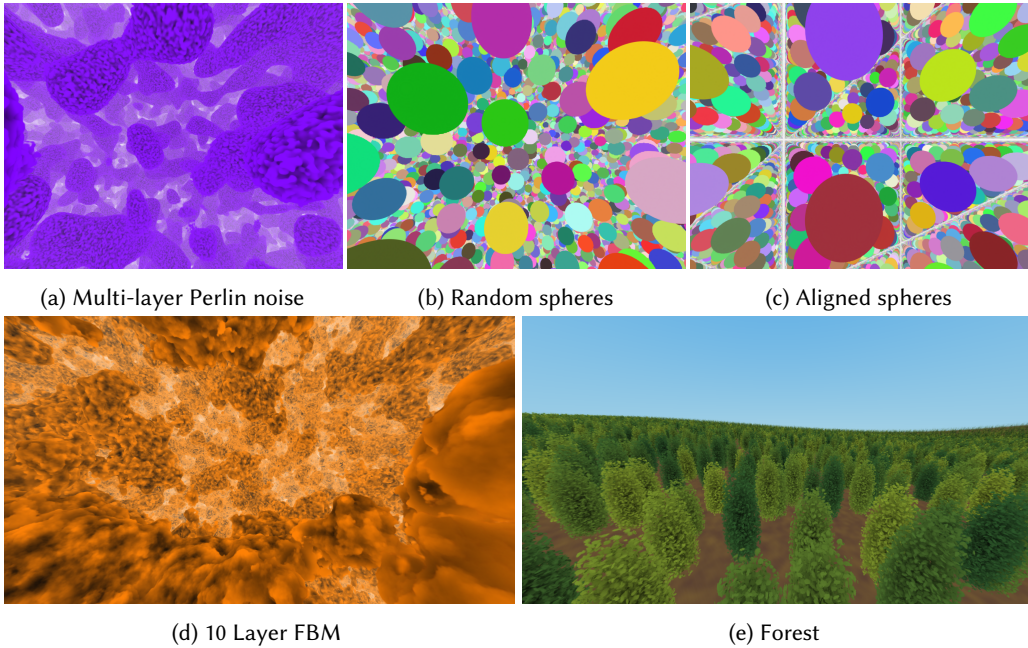 (a) Multi-layer Perlin noise
(b) Random spheres
(c) Aligned spheres
(d) 10 Layer FBM
(e) Forest